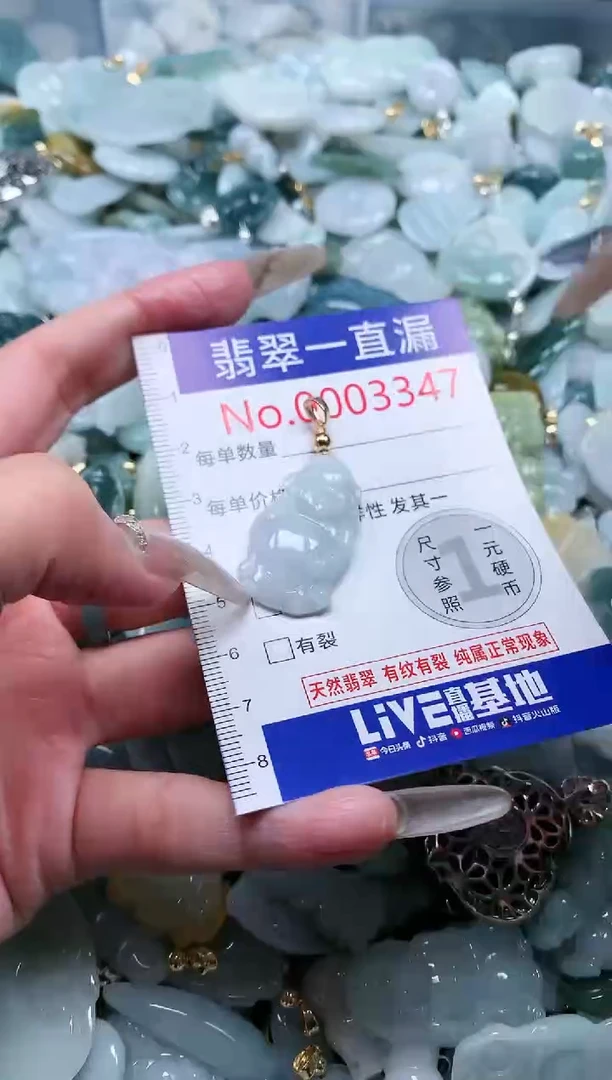 翡翠一直漏
No.0003347
每单数量
每单价
性 发其一
尺寸参照
1
一元硬币
有裂
天然翡翠 有纹有裂 纯属正常现象
LIVE直播基地
今日头条 抖音 西瓜视频 抖音火山版
0
1
2
3
4
5
6
7
8